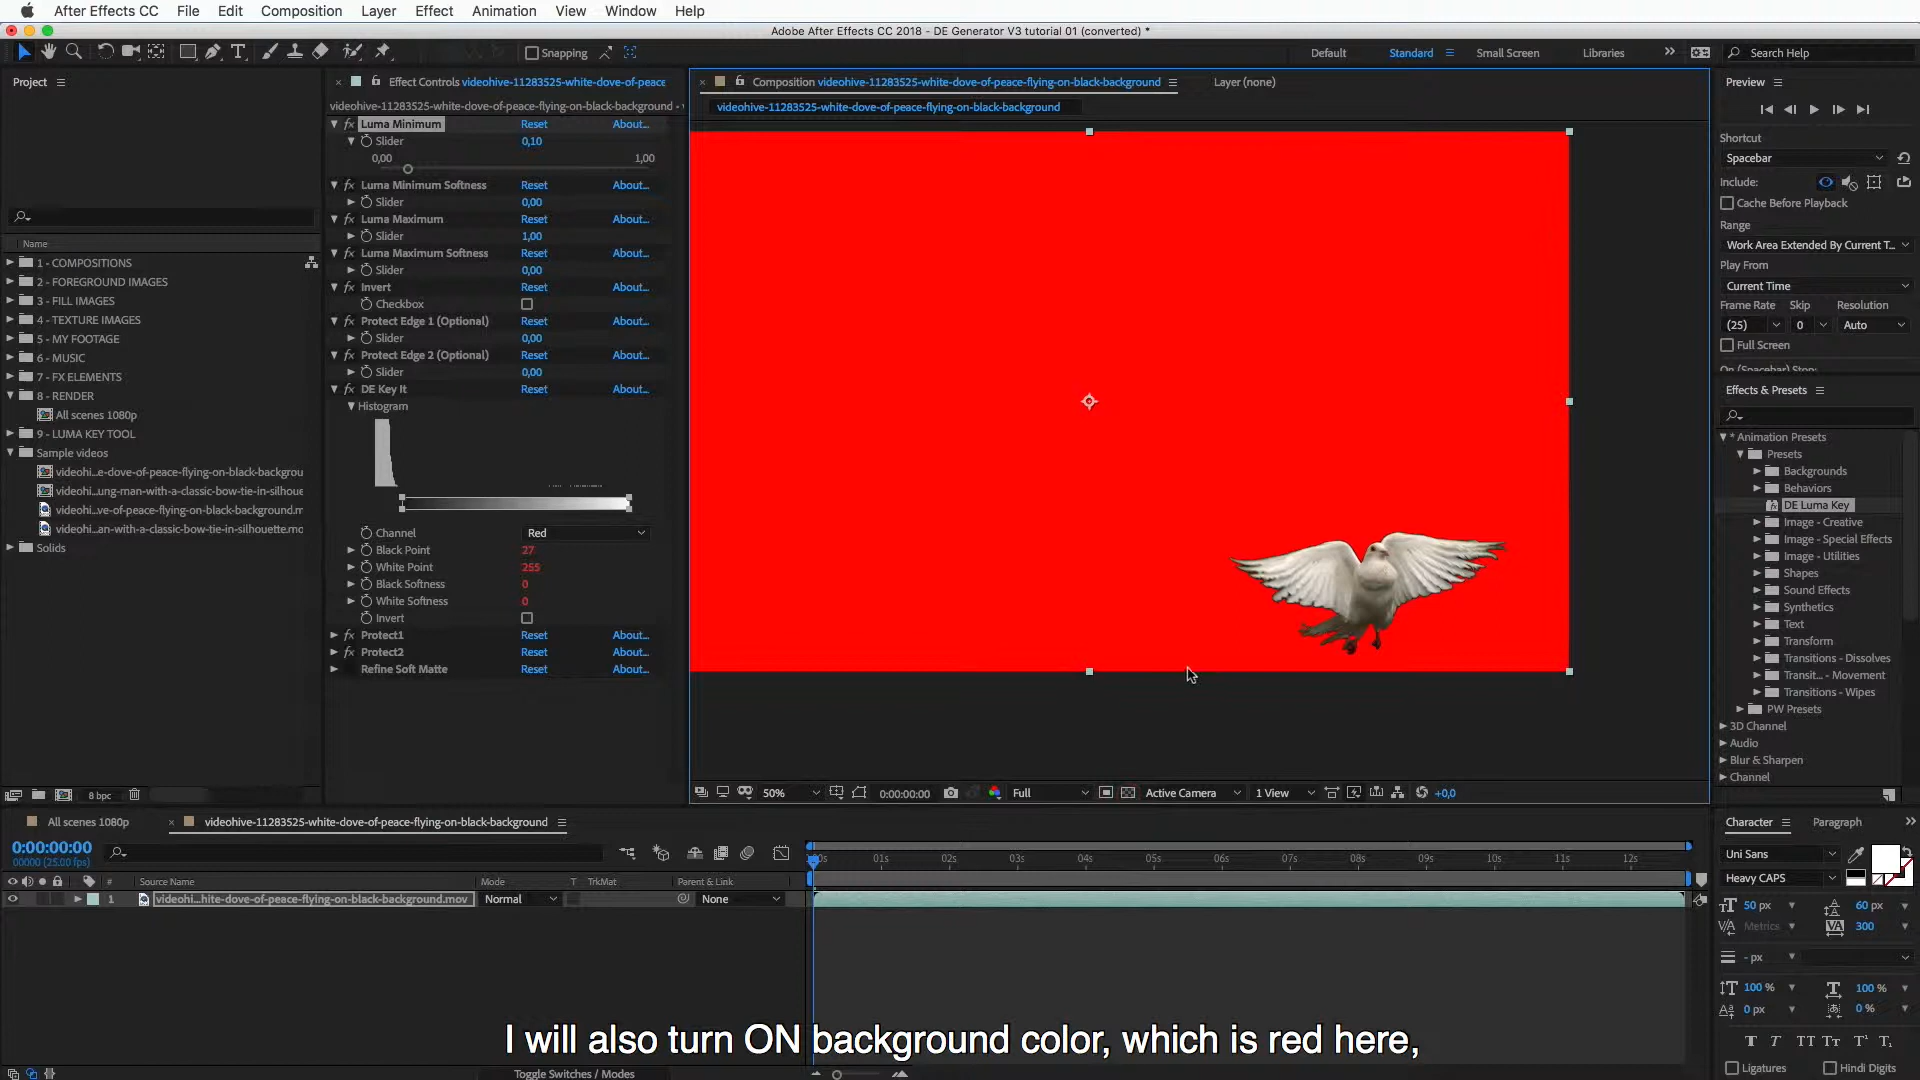 After Effects CC File Edit Composition Layer Effect Animation View Window Help
Adobe After Effects CC 2018 - DE Generator V3 tutorial 01 (converted) *
Snapping
Default Standard Small Screen Libraries Search Help
Project
Name
1 - COMPOSITIONS
2 - FOREGROUND IMAGES
3 - FILL IMAGES
4 - TEXTURE IMAGES
5 - MY FOOTAGE
6 - MUSIC
7 - FX ELEMENTS
8 - RENDER
All scenes 1080p
9 - LUMA KEY TOOL
Sample videos
videohi...e-dove-of-peace-flying-on-black-backgrou
videohi...ung-man-with-a-classic-bow-tie-in-silhoue
videohi...ve-of-peace-flying-on-black-background.m
videohi...an-with-a-classic-bow-tie-in-silhouette.mo
Solids
8 bpc
Effect Controls videohive-11283525-white-dove-of-peace
videohive-11283525-white-dove-of-peace-flying-on-black-background -
Luma Minimum Reset About...
Slider 0,10
0,00 1,00
Luma Minimum Softness Reset About...
Slider 0,00
Luma Maximum Reset About...
Slider 1,00
Luma Maximum Softness Reset About...
Slider 0,00
Invert Reset About...
Checkbox
Protect Edge 1 (Optional) Reset About...
Slider 0,00
Protect Edge 2 (Optional) Reset About...
Slider 0,00
DE Key It Reset About...
Histogram
Channel Red
Black Point 27
White Point 255
Black Softness 0
White Softness 0
Invert
Protect1 Reset About...
Protect2 Reset About...
Refine Soft Matte Reset About...
Composition videohive-11283525-white-dove-of-peace-flying-on-black-background Layer (none)
videohive-11283525-white-dove-of-peace-flying-on-black-background
50% 0:00:00:00 Full Active Camera 1 View +0,0
Preview
Shortcut
Spacebar
Include:
Cache Before Playback
Range
Work Area Extended By Current T...
Play From
Current Time
Frame Rate Skip Resolution
(25) 0 Auto
Full Screen
On (Spacebar) Stop:
Effects & Presets
* Animation Presets
Presets
Backgrounds
Behaviors
DE Luma Key
Image - Creative
Image - Special Effects
Image - Utilities
Shapes
Sound Effects
Synthetics
Text
Transform
Transitions - Dissolves
Transit... - Movement
Transitions - Wipes
PW Presets
3D Channel
Audio
Blur & Sharpen
Channel
All scenes 1080p videohive-11283525-white-dove-of-peace-flying-on-black-background
0:00:00:00
00000 (25.00 fps)
# Source Name Mode T TrkMat Parent & Link
1 videohi...hite-dove-of-peace-flying-on-black-background.mov Normal None
01s 02s 03s 04s 05s 06s 07s 08s 09s 10s 11s 12s
Toggle Switches / Modes
Character Paragraph
Uni Sans
Heavy CAPS
50 px 60 px
Metrics 300
- px
100 % 100 %
0 px 0 %
Ligatures Hindi Digits
I will also turn ON background color, which is red here,